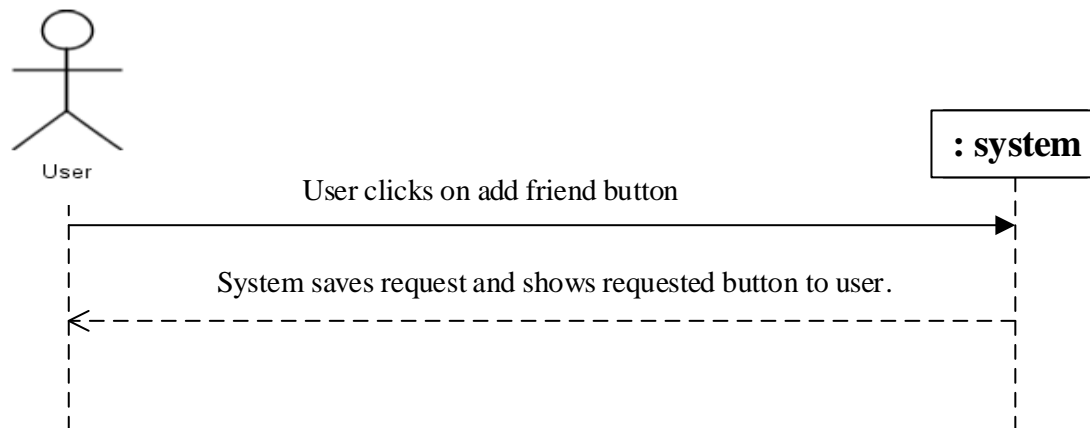 User
: system
User clicks on add friend button
System saves request and shows requested button to user.